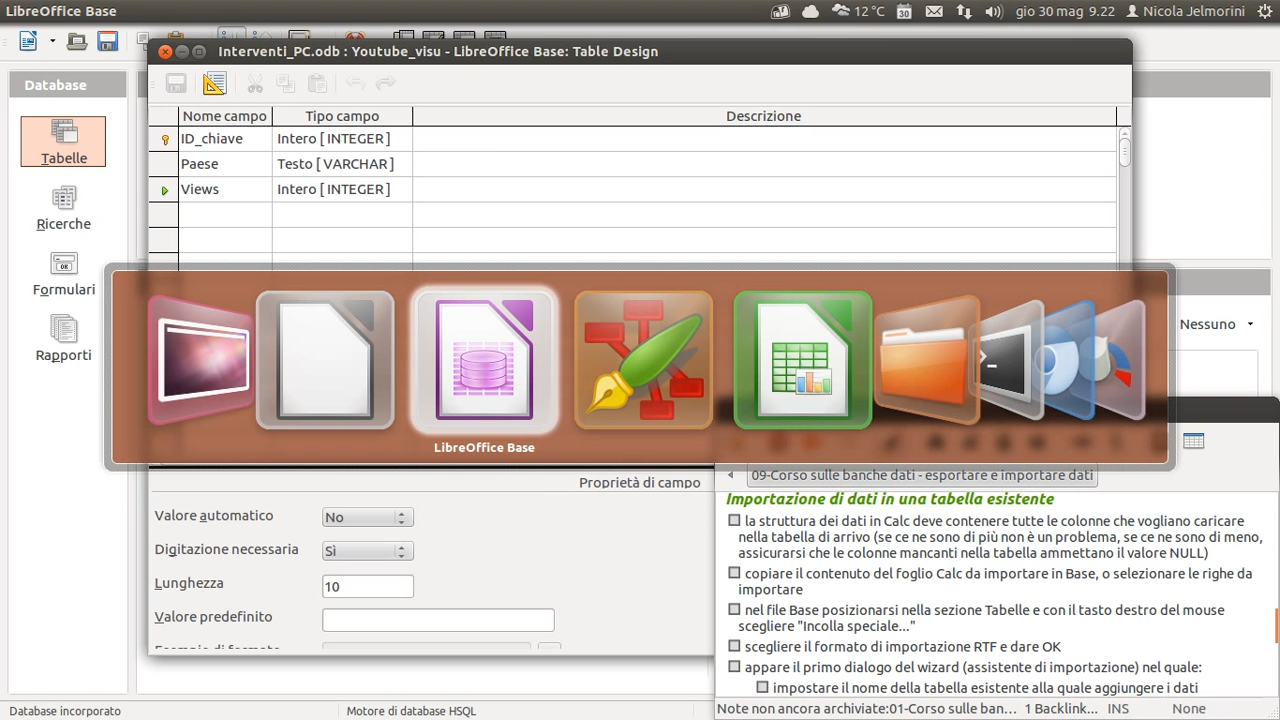 LibreOffice Base
12 °C
gio 30 mag 9.22
Nicola Jelmorini
Interventi_PC.odb : Youtube_visu - LibreOffice Base: Table Design
Database
Tabelle
Ricerche
Formulari
Rapporti
Nome campo Tipo campo Descrizione
ID_chiave Intero [ INTEGER ]
Paese Testo [ VARCHAR ]
Views Intero [ INTEGER ]
Nessuno
LibreOffice Base
Proprietà di campo
Valore automatico No
Digitazione necessaria Sì
Lunghezza 10
Valore predefinito
09-Corso sulle banche dati - esportare e importare dati
Importazione di dati in una tabella esistente
la struttura dei dati in Calc deve contenere tutte le colonne che vogliano caricare
nella tabella di arrivo (se ce ne sono di più non è un problema, se ce ne sono di meno,
assicurarsi che le colonne mancanti nella tabella ammettano il valore NULL)
copiare il contenuto del foglio Calc da importare in Base, o selezionare le righe da
importare
nel file Base posizionarsi nella sezione Tabelle e con il tasto destro del mouse
scegliere "Incolla speciale..."
scegliere il formato di importazione RTF e dare OK
appare il primo dialogo del wizard (assistente di importazione) nel quale:
impostare il nome della tabella esistente alla quale aggiungere i dati
Note non ancora archiviate:01-Corso sulle ban... 1 Backlink... INS None
Database incorporato
Motore di database HSQL